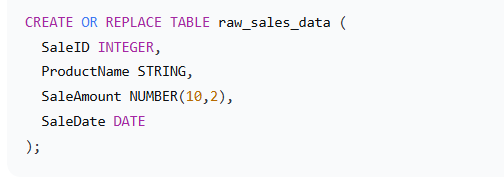 CREATE OR REPLACE TABLE raw_sales_data (
  SaleID INTEGER,
  ProductName STRING,
  SaleAmount NUMBER(10,2),
  SaleDate DATE
);